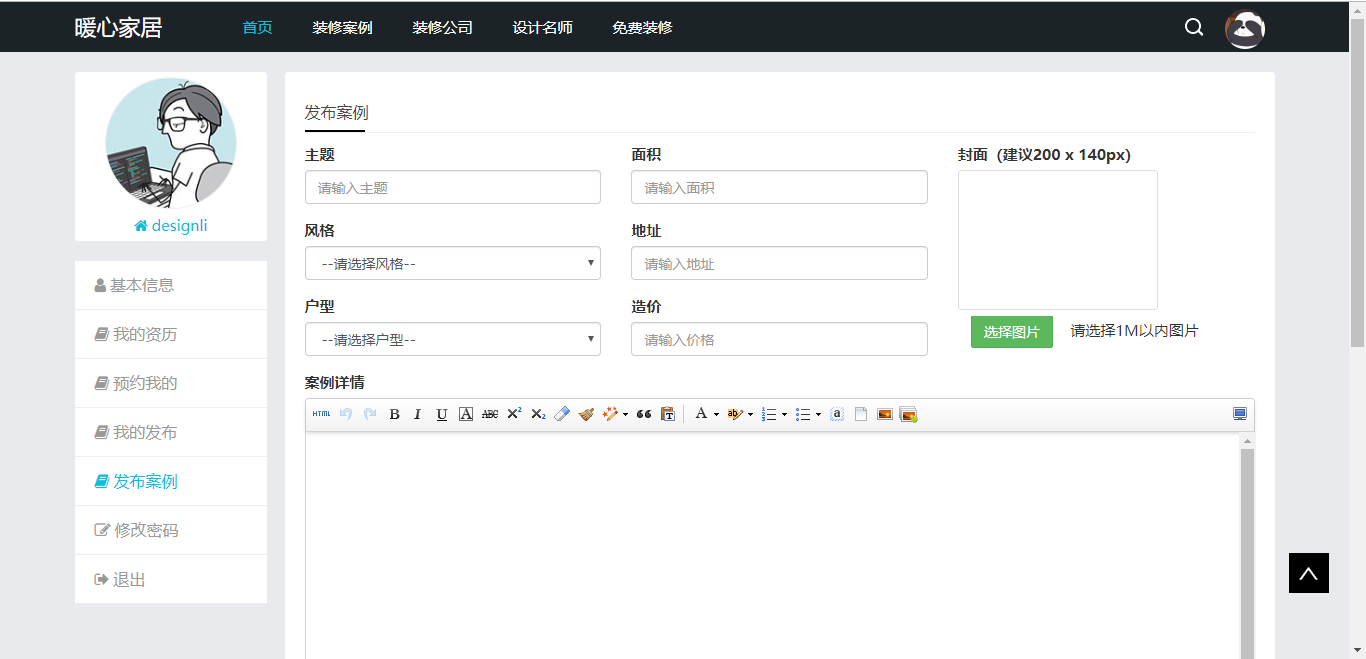 暖心家居 首页 装修案例 装修公司 设计名师 免费装修
designli
基本信息
我的资历
预约我的
我的发布
发布案例
修改密码
退出
发布案例
主题 面积 封面（建议200 x 140px）
请输入主题 请输入面积
风格 地址
--请选择风格-- 请输入地址
户型 造价
--请选择户型-- 请输入价格
选择图片 请选择1M以内图片
案例详情
HTML B I U A ABC X² X₂ A ab a